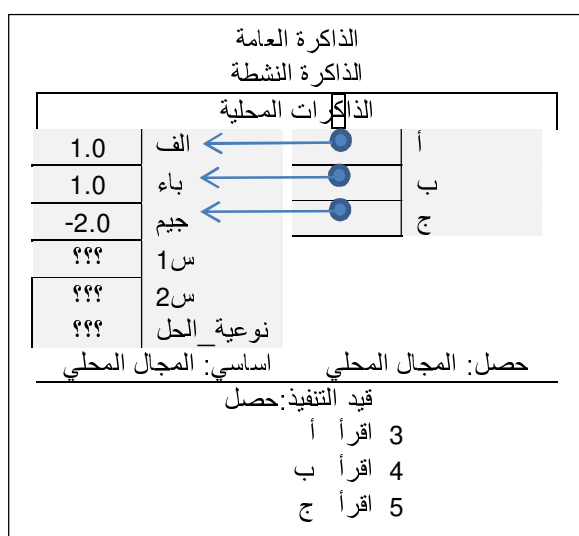 الذاكرة العامة
الذاكرة النشطة
الذاكرات المحلية
أ الف 1.0
ب باء 1.0
ج جيم -2.0
س1 ؟؟؟
س2 ؟؟؟
نوعية_الحل ؟؟؟
حصل: المجال المحلي اساسي: المجال المحلي
قيد التنفيذ:حصل
3 اقرأ أ
4 اقرأ ب
5 اقرأ ج